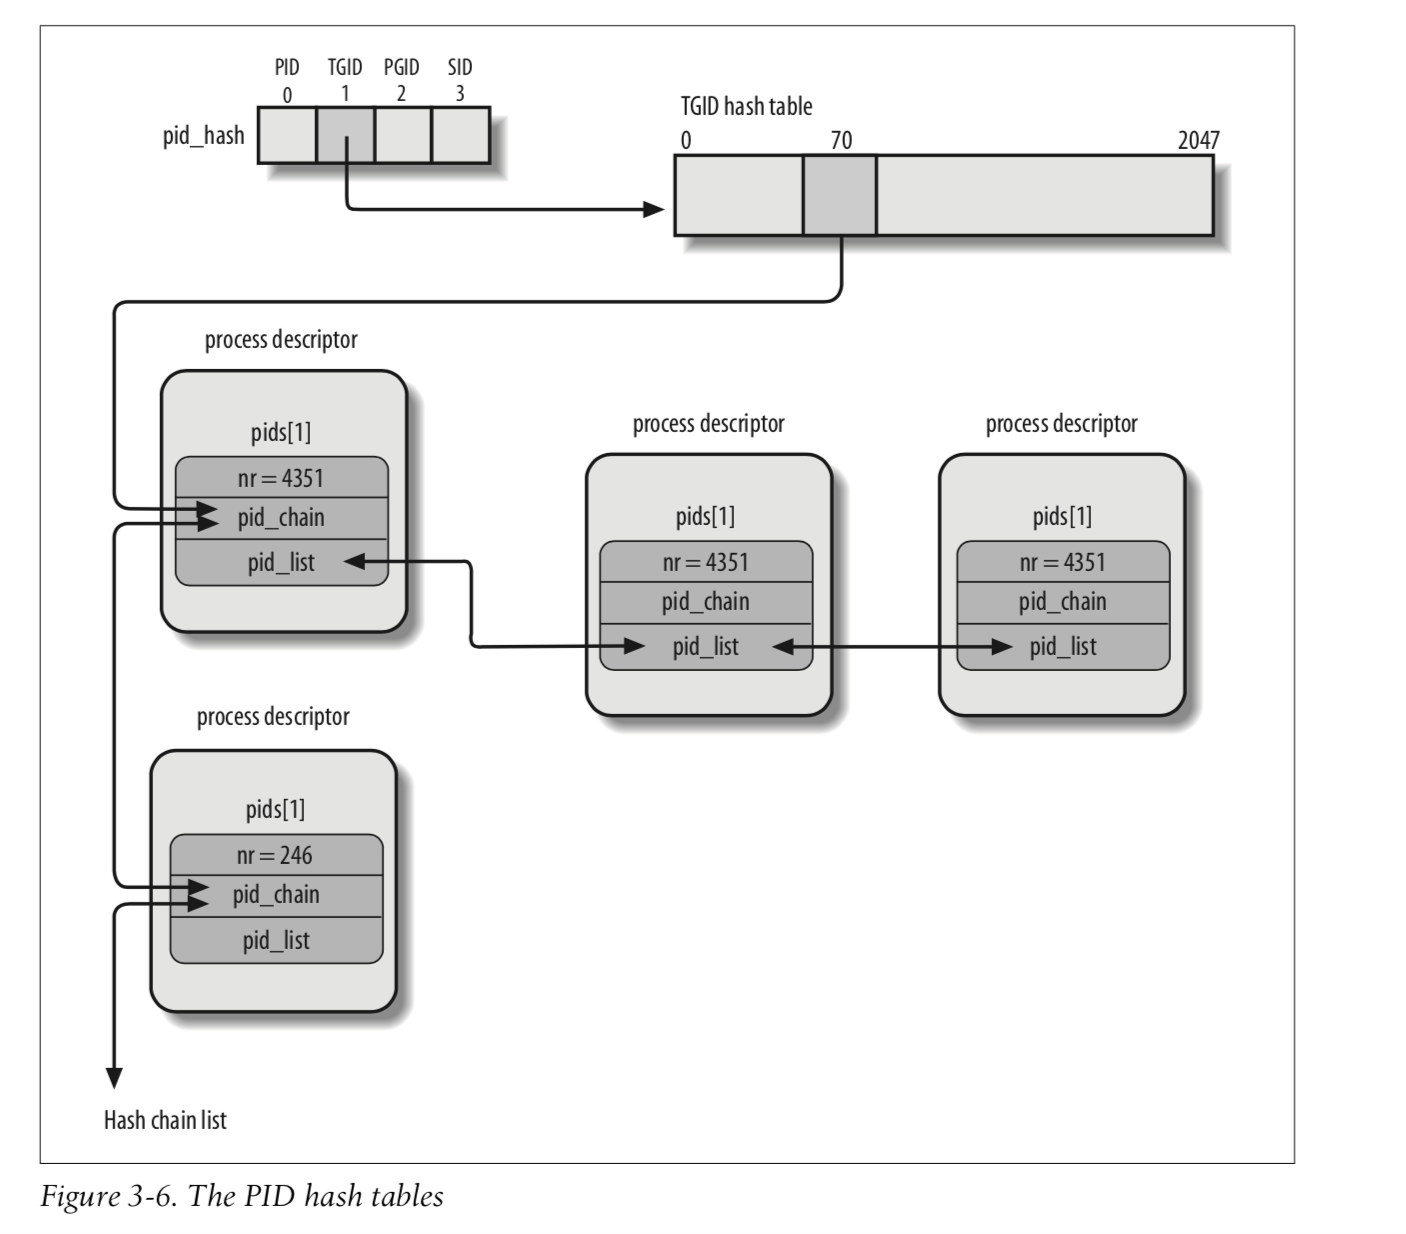 PID TGID PGID SID
0 1 2 3
pid_hash
TGID hash table
0 70 2047
process descriptor
pids[1]
nr = 4351
pid_chain
pid_list
process descriptor
pids[1]
nr = 4351
pid_chain
pid_list
process descriptor
pids[1]
nr = 4351
pid_chain
pid_list
process descriptor
pids[1]
nr = 246
pid_chain
pid_list
Hash chain list
Figure 3-6. The PID hash tables